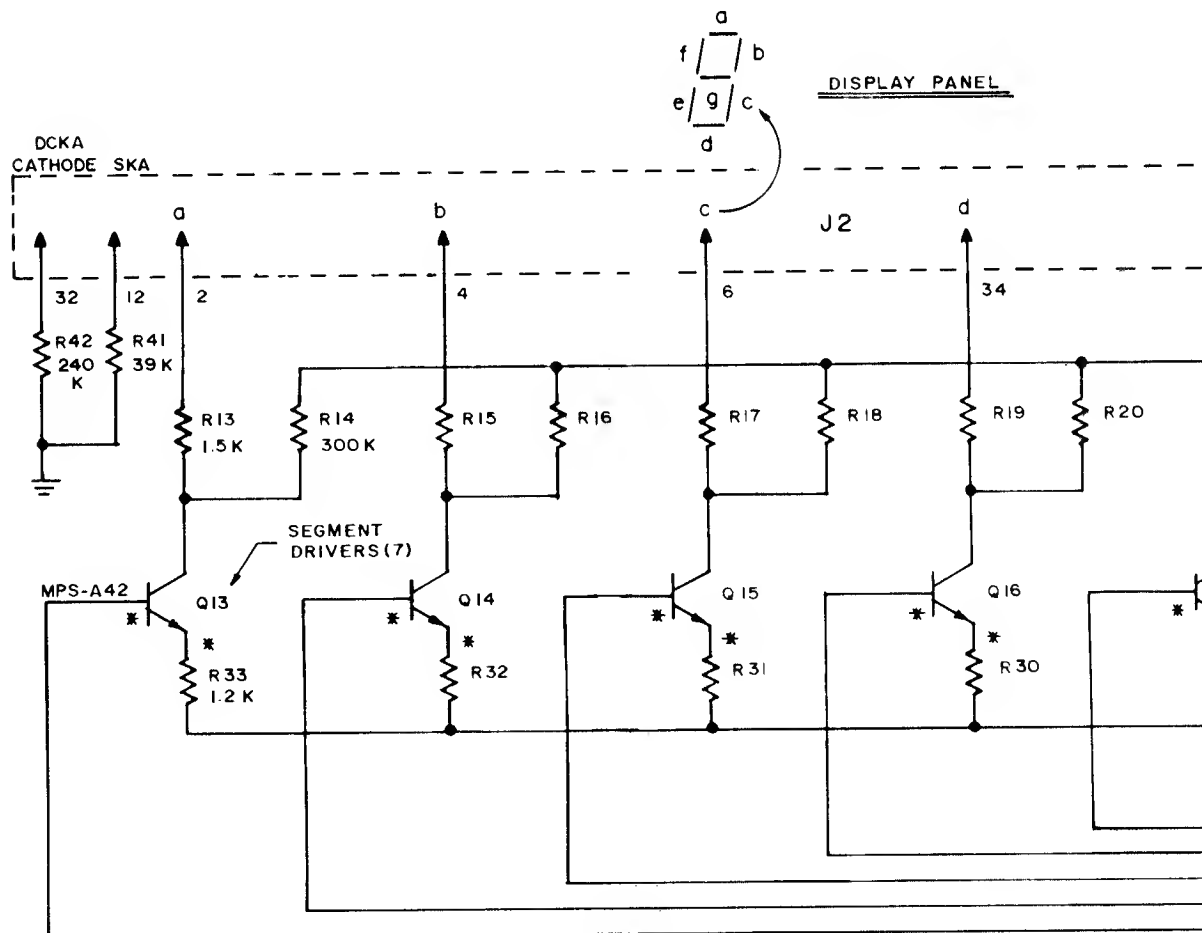 a
f b
DISPLAY PANEL
e g c
d
DCKA
CATHODE SKA
a b c d
J2
32 12 2 4 6 34
R42
240
K
R41
39K
R13
1.5K
R14
300K
R15
R16
R17
R18
R19
R20
SEGMENT
DRIVERS(7)
MPS-A42
Q13
Q14
Q15
Q16
* * * * * * * * *
R33
1.2K
R32
R31
R30